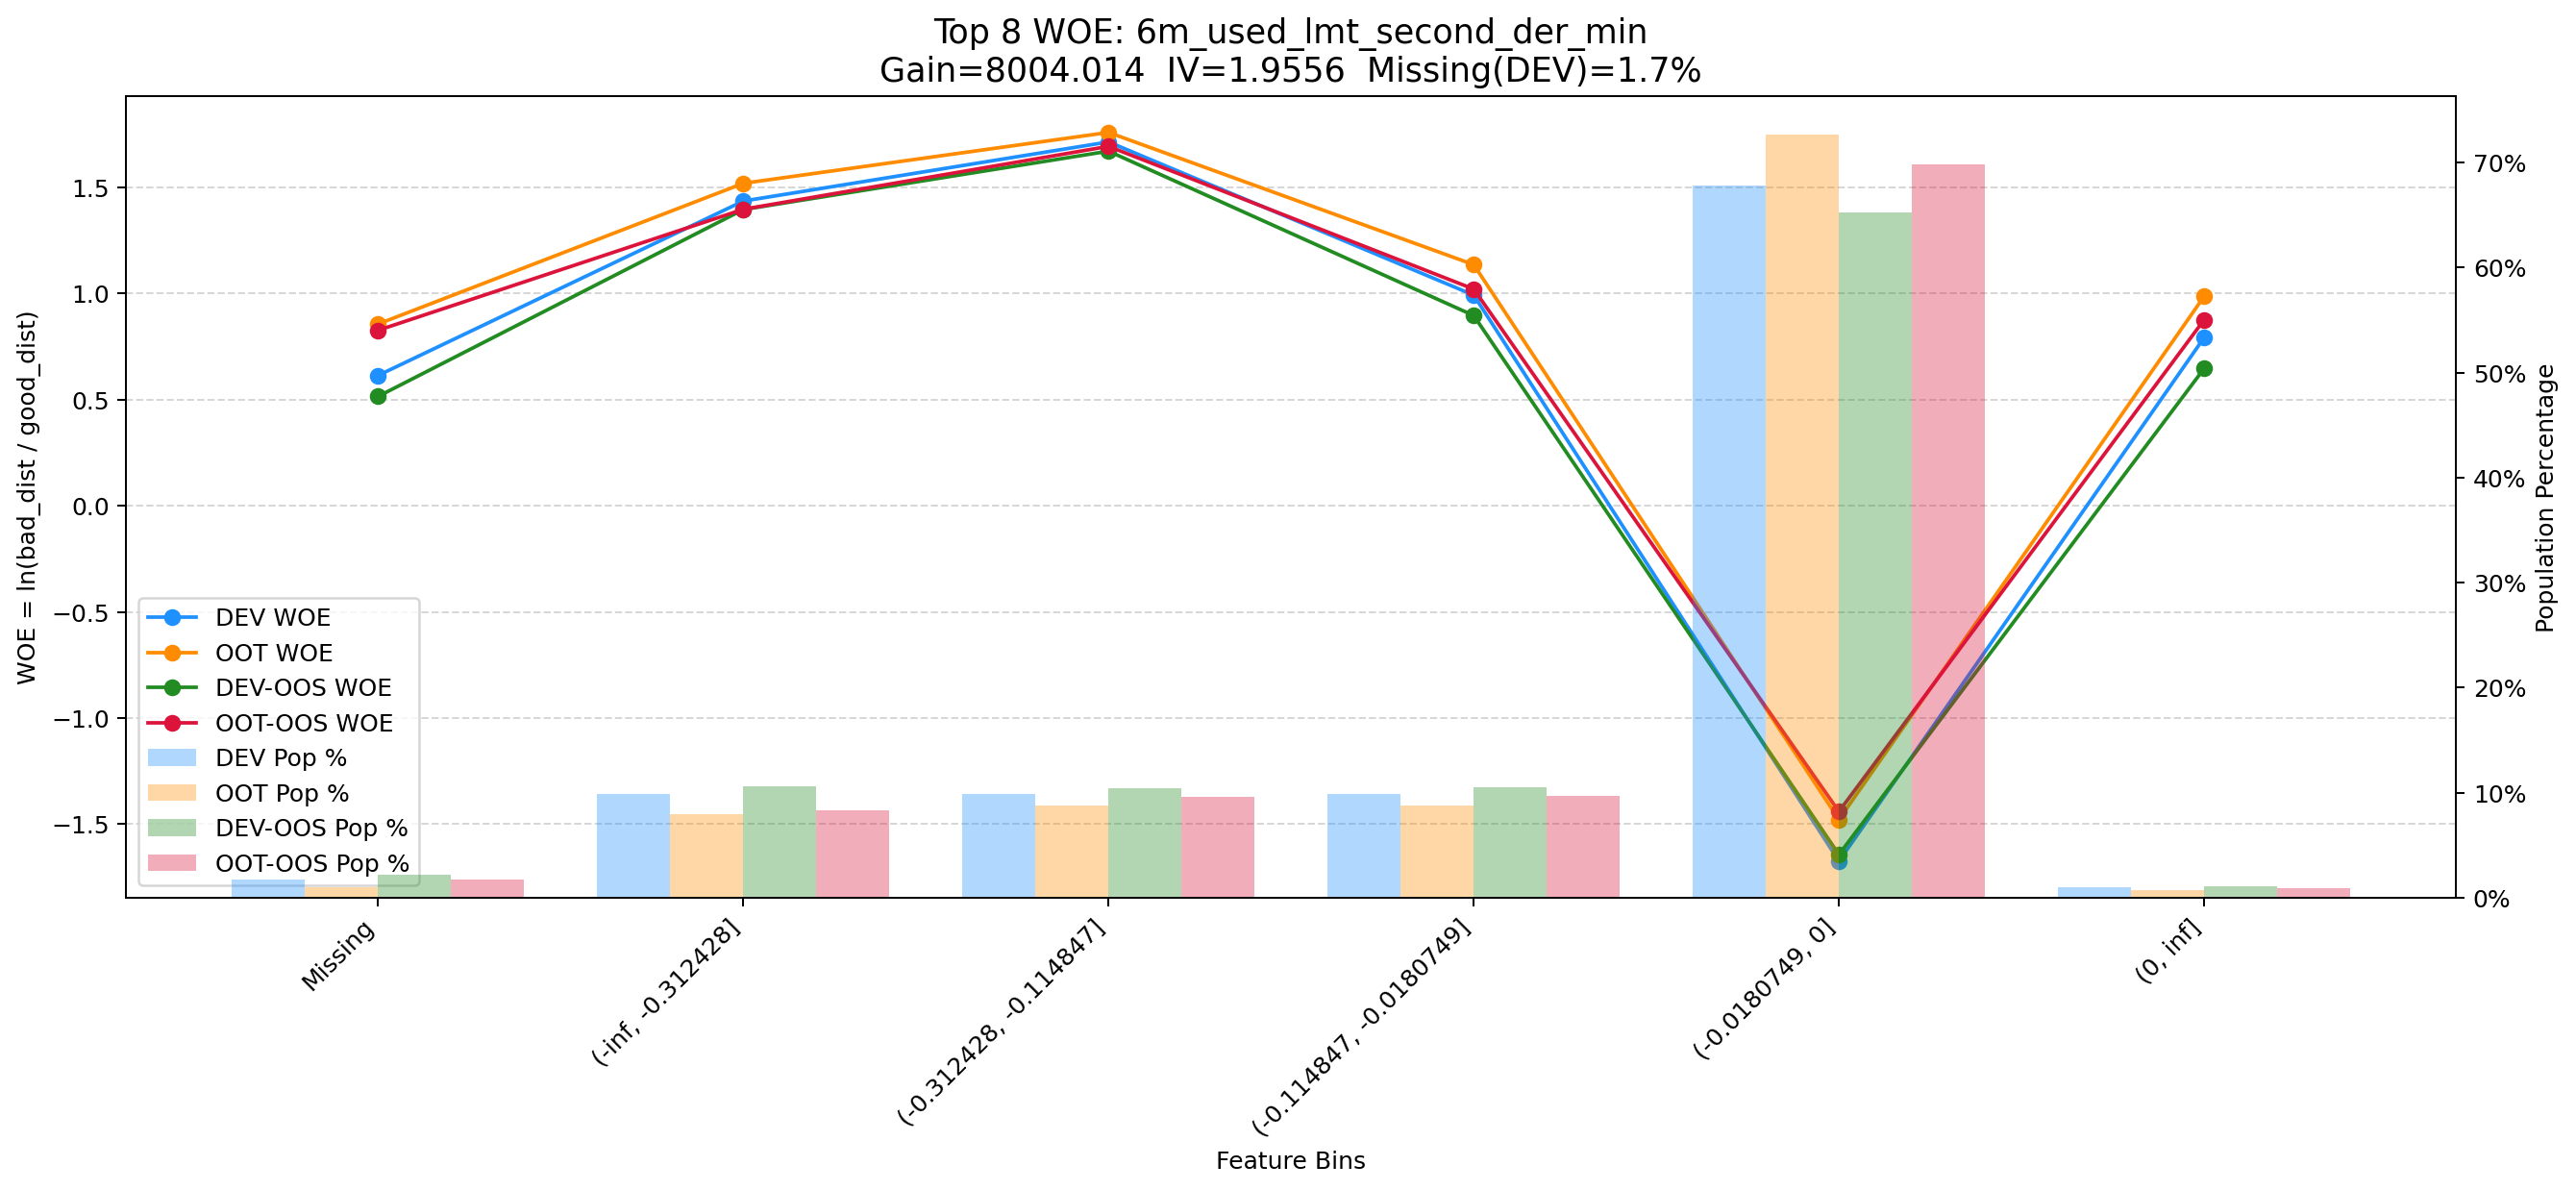 Top 8 WOE: 6m_used_lmt_second_der_min
Gain=8004.014  IV=1.9556  Missing(DEV)=1.7%
WOE = ln(bad_dist / good_dist)
1.5
1.0
0.5
0.0
−0.5
−1.0
−1.5
DEV WOE
OOT WOE
DEV-OOS WOE
OOT-OOS WOE
DEV Pop %
OOT Pop %
DEV-OOS Pop %
OOT-OOS Pop %
70%
60%
50%
40%
30%
20%
10%
0%
Population Percentage
Missing
(-inf, -0.312428]
(-0.312428, -0.114847]
(-0.114847, -0.0180749]
(-0.0180749, 0]
(0, inf]
Feature Bins